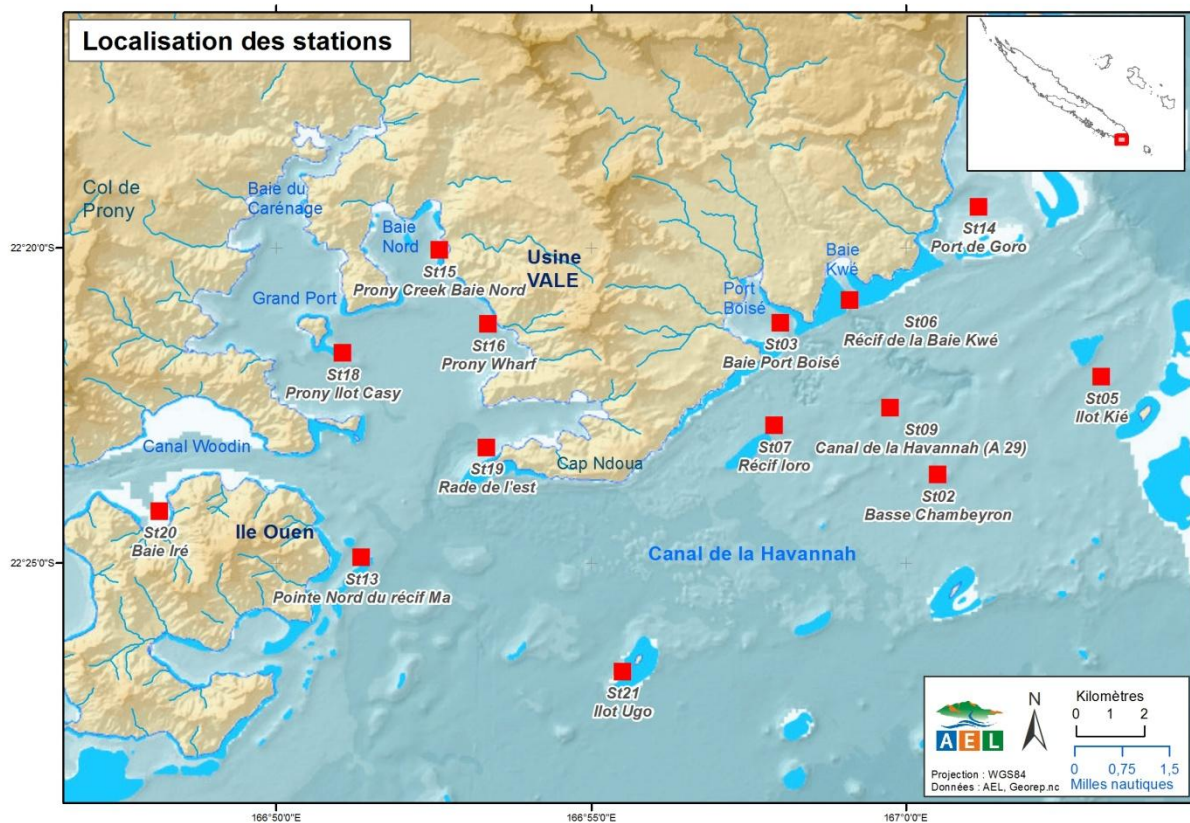 Localisation des stations
Col de
Prony
Baie du
Carénage
Baie
Nord
22°20'0"S
St15
Prony Creek Baie Nord
Usine
VALE
St14
Port de Goro
Baie
Kwé
Port
Boisé
Grand Port
St16
Prony Wharf
St03
Baie Port Boisé
St06
Récif de la Baie Kwé
St18
Prony Ilot Casy
St05
Ilot Kié
St09
Canal de la Havannah (A 29)
St07
Récif Ioro
Canal Woodin
St19
Rade de l'est
Cap Ndoua
St02
Basse Chambeyron
St20
Baie Iré
Ile Ouen
Canal de la Havannah
22°25'0"S
St13
Pointe Nord du récif Ma
St21
Ilot Ugo
AEL
N
Kilomètres
0 1 2
0 0,75 1,5
Milles nautiques
Projection : WGS84
Données : AEL, Georep.nc
166°50'0"E
166°55'0"E
167°0'0"E